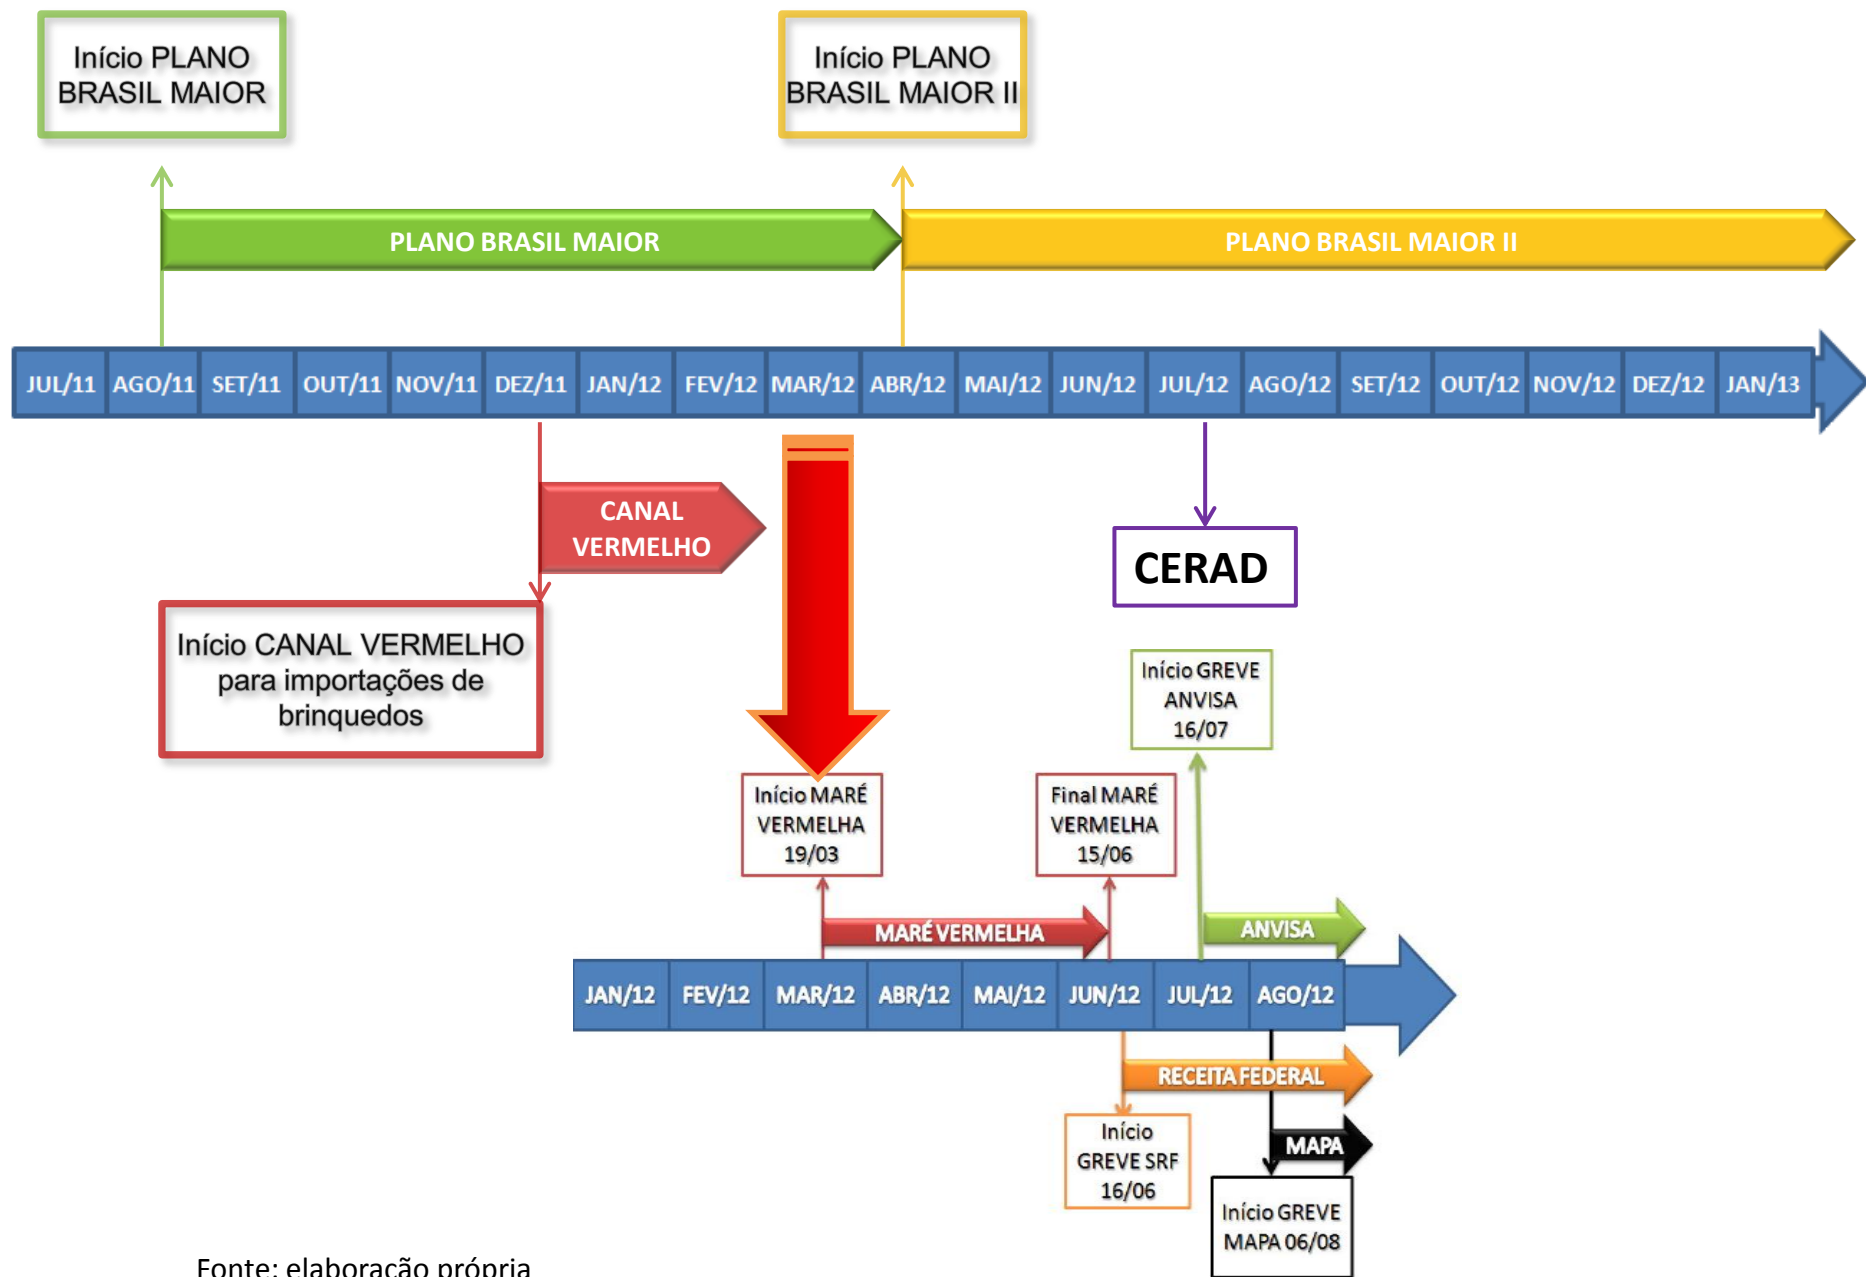 Início PLANO
BRASIL MAIOR
Início PLANO
BRASIL MAIOR II
PLANO BRASIL MAIOR
PLANO BRASIL MAIOR II
JUL/11 AGO/11 SET/11 OUT/11 NOV/11 DEZ/11 JAN/12 FEV/12 MAR/12 ABR/12 MAI/12 JUN/12 JUL/12 AGO/12 SET/12 OUT/12 NOV/12 DEZ/12 JAN/13
CANAL
VERMELHO
CERAD
Início CANAL VERMELHO
para importações de
brinquedos
Início GREVE
ANVISA
16/07
Início MARÉ
VERMELHA
19/03
Final MARÉ
VERMELHA
15/06
MARÉ VERMELHA
ANVISA
JAN/12 FEV/12 MAR/12 ABR/12 MAI/12 JUN/12 JUL/12 AGO/12
RECEITA FEDERAL
Início
GREVE SRF
16/06
MAPA
Início GREVE
MAPA 06/08
Fonte: elaboração própria